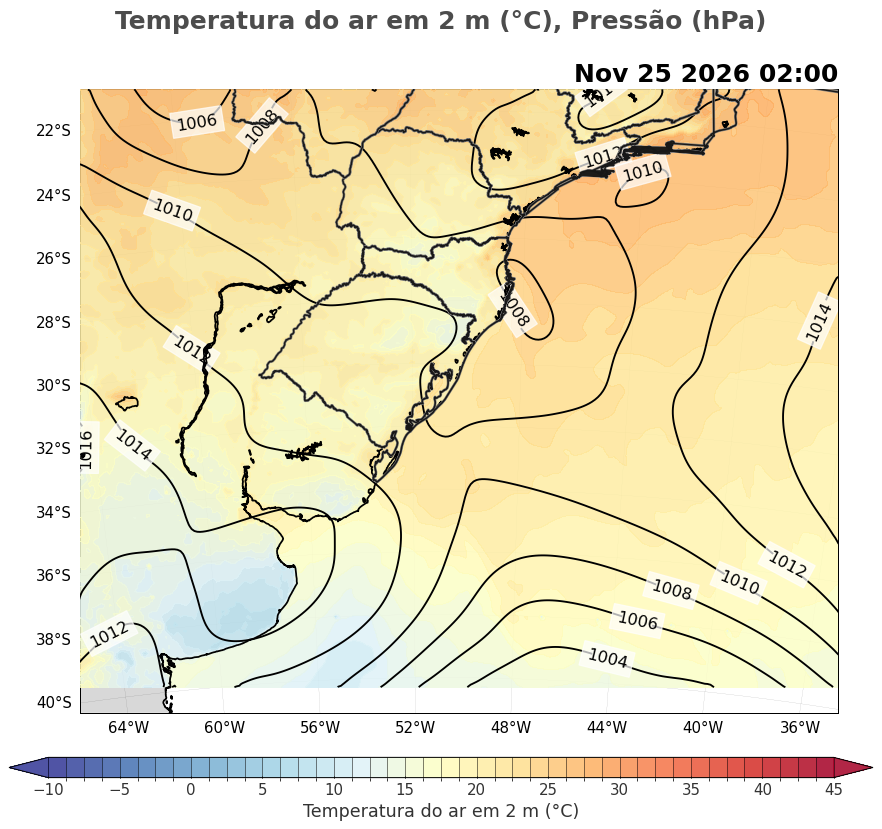 Temperatura do ar em 2 m (°C), Pressão (hPa)
Nov 25 2026 02:00
1006
1008
1012
1010
22°S
24°S
1010
26°S
1008
28°S
1014
1012
30°S
1014
1016
32°S
34°S
1012
36°S
1010
1008
1006
1012
38°S
1004
40°S
64°W 60°W 56°W 52°W 48°W 44°W 40°W 36°W
−10 −5 0 5 10 15 20 25 30 35 40 45
Temperatura do ar em 2 m (°C)